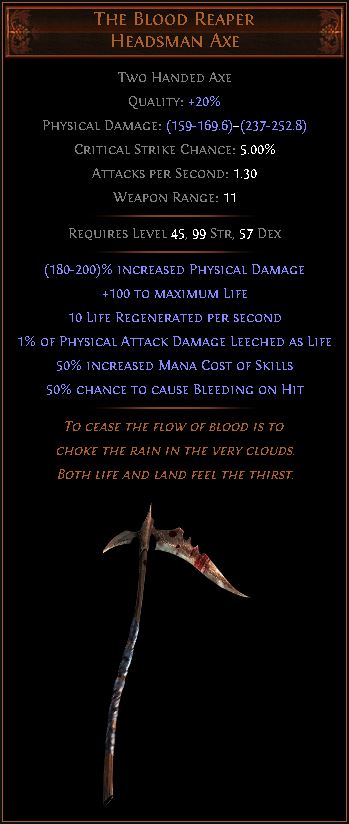 The Blood Reaper
Headsman Axe
Two Handed Axe
Quality: +20%
Physical Damage: (159-169.6)–(237-252.8)
Critical Strike Chance: 5.00%
Attacks per Second: 1.30
Weapon Range: 11
Requires Level 45, 99 Str, 57 Dex
(180-200)% increased Physical Damage
+100 to maximum Life
10 Life Regenerated per second
1% of Physical Attack Damage Leeched as Life
50% increased Mana Cost of Skills
50% chance to cause Bleeding on Hit
To cease the flow of blood is to
choke the rain in the very clouds.
Both life and land feel the thirst.